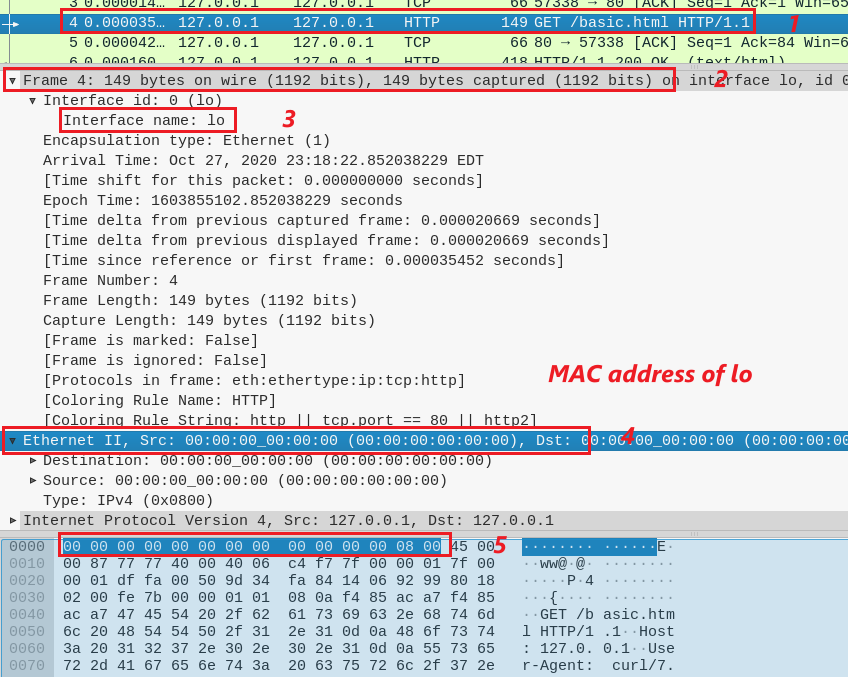 3 0.000014… 127.0.0.1 127.0.0.1 TCP 66 57338 → 80 [ACK] Seq=1 Ack=1 Win=65
4 0.000035… 127.0.0.1 127.0.0.1 HTTP 149 GET /basic.html HTTP/1.1 1
5 0.000042… 127.0.0.1 127.0.0.1 TCP 66 80 → 57338 [ACK] Seq=1 Ack=84 Win=6
6 0.000160… 127.0.0.1 127.0.0.1 HTTP 418 HTTP/1.1 200 OK (text/html)
Frame 4: 149 bytes on wire (1192 bits), 149 bytes captured (1192 bits) on interface lo, id 0
2
Interface id: 0 (lo)
Interface name: lo 3
Encapsulation type: Ethernet (1)
Arrival Time: Oct 27, 2020 23:18:22.852038229 EDT
[Time shift for this packet: 0.000000000 seconds]
Epoch Time: 1603855102.852038229 seconds
[Time delta from previous captured frame: 0.000020669 seconds]
[Time delta from previous displayed frame: 0.000020669 seconds]
[Time since reference or first frame: 0.000035452 seconds]
Frame Number: 4
Frame Length: 149 bytes (1192 bits)
Capture Length: 149 bytes (1192 bits)
[Frame is marked: False]
[Frame is ignored: False]
[Protocols in frame: eth:ethertype:ip:tcp:http]
MAC address of lo
[Coloring Rule Name: HTTP]
[Coloring Rule String: http || tcp.port == 80 || http2]
Ethernet II, Src: 00:00:00_00:00:00 (00:00:00:00:00:00), Dst: 00:00:00_00:00:00 (00:00:00:00
4
Destination: 00:00:00_00:00:00 (00:00:00:00:00:00)
Source: 00:00:00_00:00:00 (00:00:00:00:00:00)
Type: IPv4 (0x0800)
Internet Protocol Version 4, Src: 127.0.0.1, Dst: 127.0.0.1
0000 00 00 00 00 00 00 00 00 00 00 00 00 08 00 45 00 ········ ······E·
5
0010 00 87 77 77 40 00 40 06 c4 f7 7f 00 00 01 7f 00 ··ww@·@· ········
0020 00 01 df fa 00 50 9d 34 fa 84 14 06 92 99 80 18 ·····P·4 ········
0030 02 00 fe 7b 00 00 01 01 08 0a f4 85 ac a7 f4 85 ···{···· ········
0040 ac a7 47 45 54 20 2f 62 61 73 69 63 2e 68 74 6d ··GET /b asic.htm
0050 6c 20 48 54 54 50 2f 31 2e 31 0d 0a 48 6f 73 74 l HTTP/1 .1··Host
0060 3a 20 31 32 37 2e 30 2e 30 2e 31 0d 0a 55 73 65 : 127.0. 0.1··Use
0070 72 2d 41 67 65 6e 74 3a 20 63 75 72 6c 2f 37 2e r-Agent: curl/7.